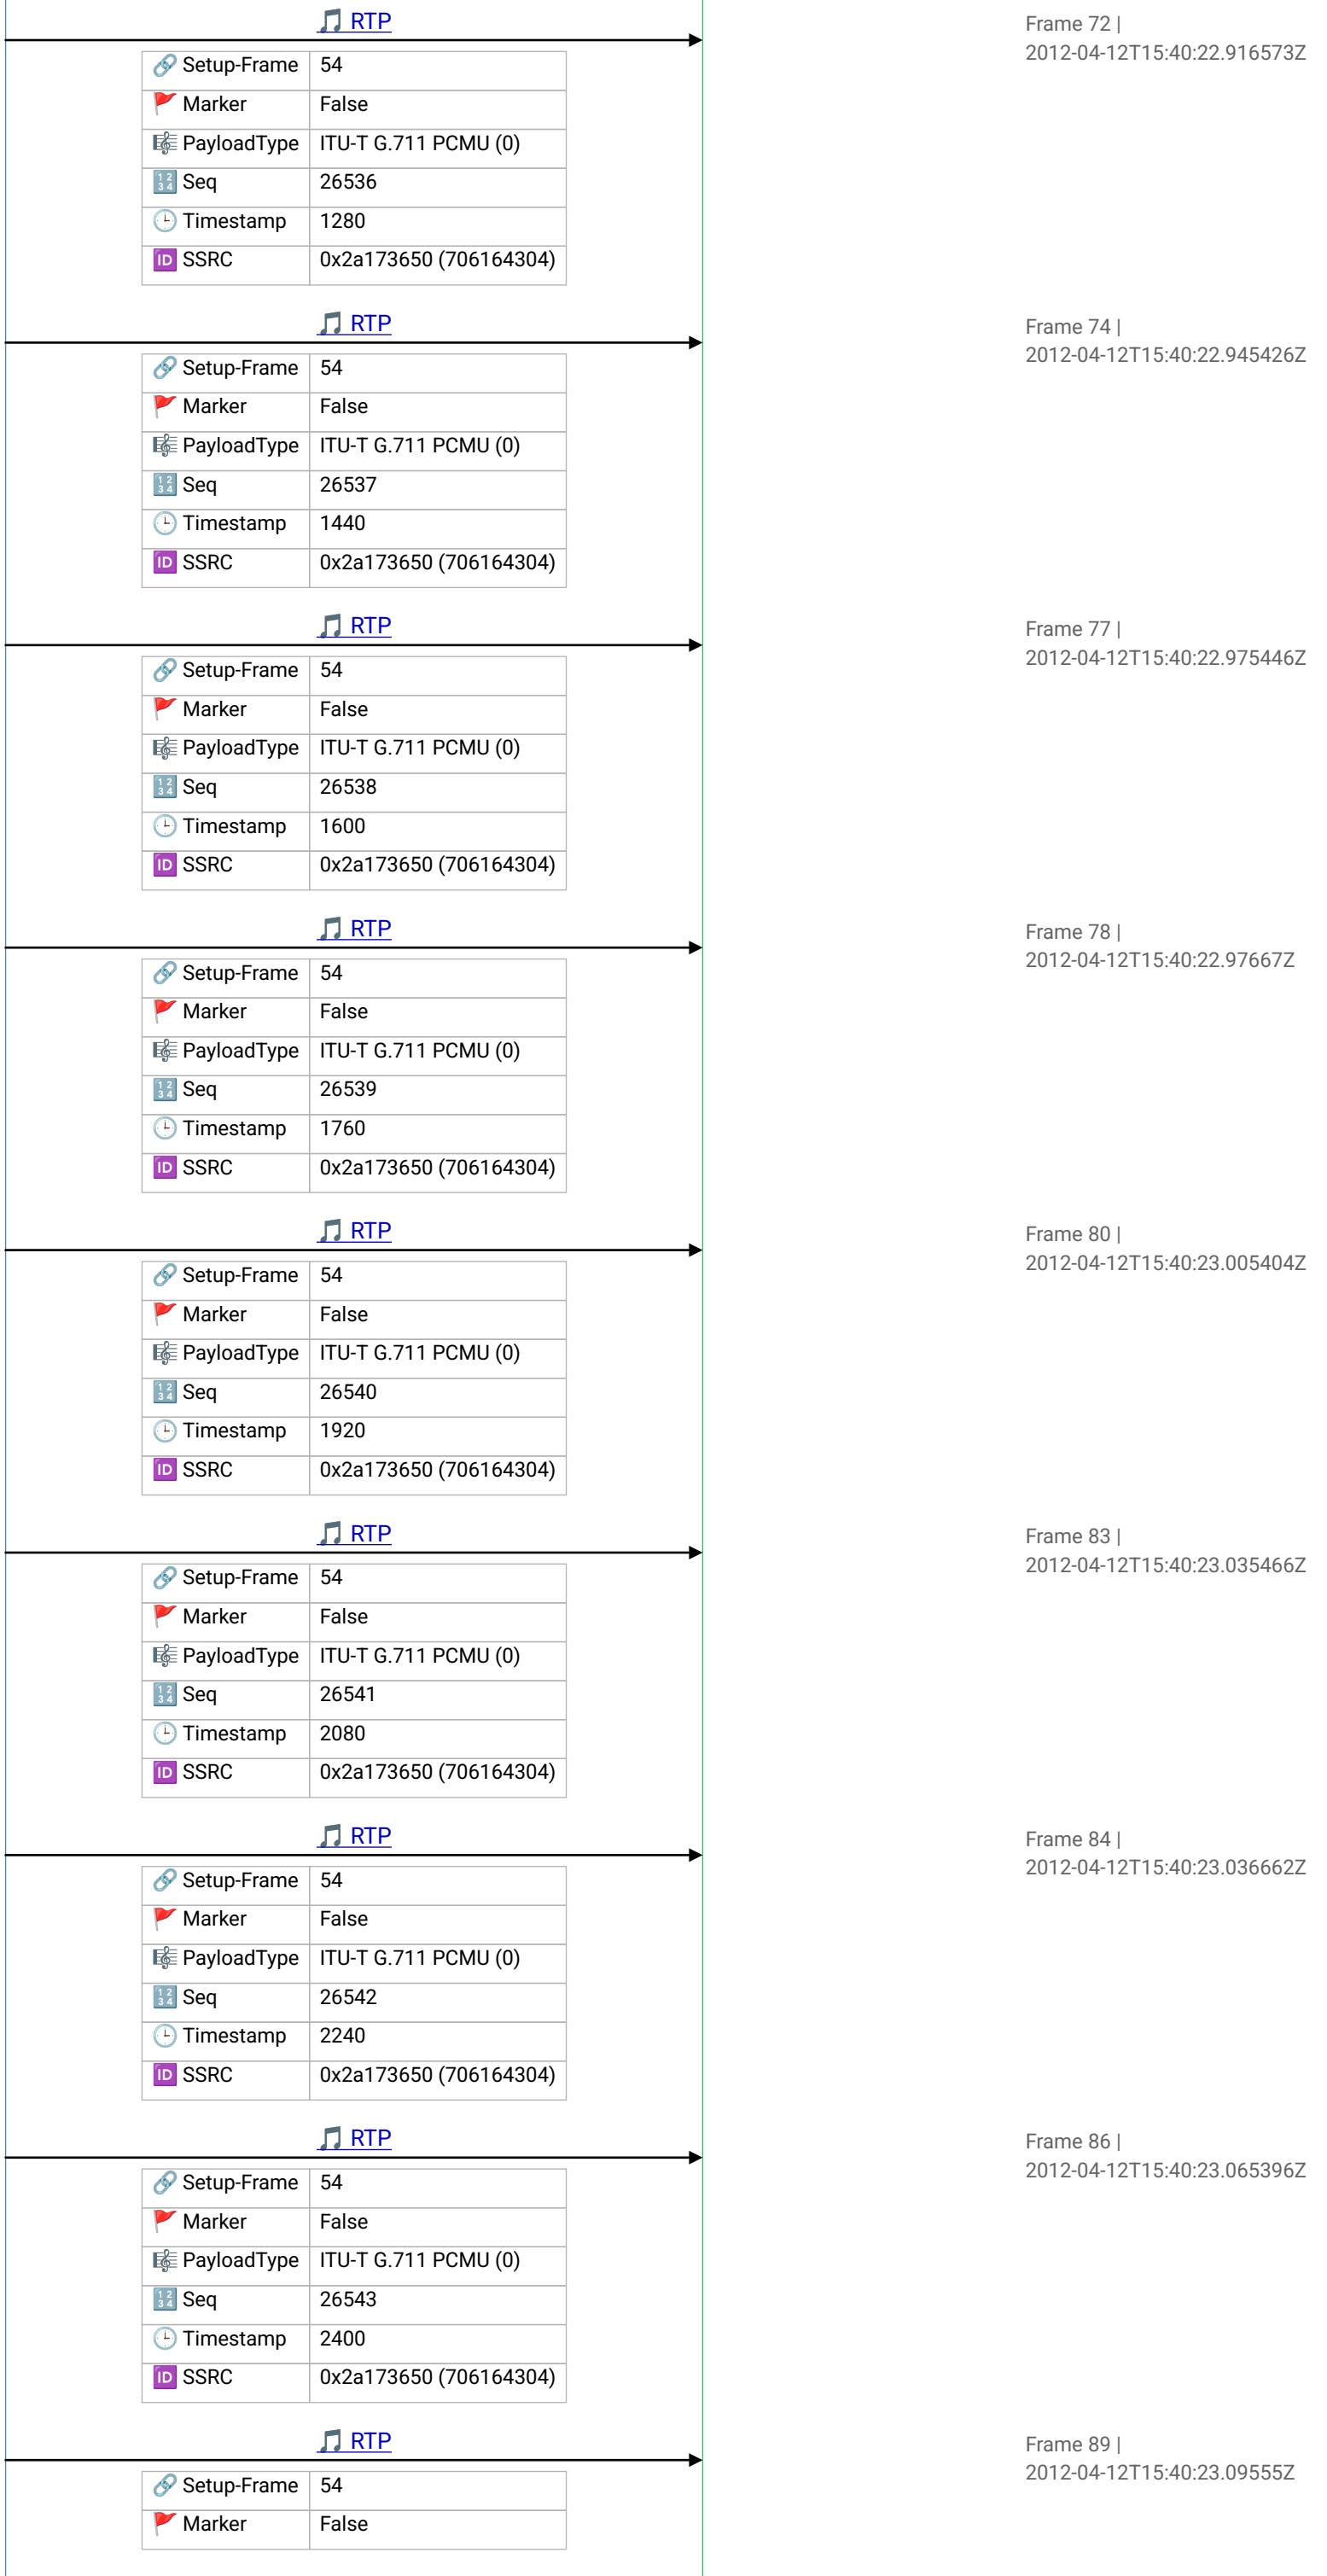 🎵 RTP
Frame 72 |
2012-04-12T15:40:22.916573Z
🔗 Setup-Frame 54
🚩 Marker False
🎼 PayloadType ITU-T G.711 PCMU (0)
🔢 Seq 26536
🕒 Timestamp 1280
🆔 SSRC 0x2a173650 (706164304)
🎵 RTP
Frame 74 |
2012-04-12T15:40:22.945426Z
🔗 Setup-Frame 54
🚩 Marker False
🎼 PayloadType ITU-T G.711 PCMU (0)
🔢 Seq 26537
🕒 Timestamp 1440
🆔 SSRC 0x2a173650 (706164304)
🎵 RTP
Frame 77 |
2012-04-12T15:40:22.975446Z
🔗 Setup-Frame 54
🚩 Marker False
🎼 PayloadType ITU-T G.711 PCMU (0)
🔢 Seq 26538
🕒 Timestamp 1600
🆔 SSRC 0x2a173650 (706164304)
🎵 RTP
Frame 78 |
2012-04-12T15:40:22.97667Z
🔗 Setup-Frame 54
🚩 Marker False
🎼 PayloadType ITU-T G.711 PCMU (0)
🔢 Seq 26539
🕒 Timestamp 1760
🆔 SSRC 0x2a173650 (706164304)
🎵 RTP
Frame 80 |
2012-04-12T15:40:23.005404Z
🔗 Setup-Frame 54
🚩 Marker False
🎼 PayloadType ITU-T G.711 PCMU (0)
🔢 Seq 26540
🕒 Timestamp 1920
🆔 SSRC 0x2a173650 (706164304)
🎵 RTP
Frame 83 |
2012-04-12T15:40:23.035466Z
🔗 Setup-Frame 54
🚩 Marker False
🎼 PayloadType ITU-T G.711 PCMU (0)
🔢 Seq 26541
🕒 Timestamp 2080
🆔 SSRC 0x2a173650 (706164304)
🎵 RTP
Frame 84 |
2012-04-12T15:40:23.036662Z
🔗 Setup-Frame 54
🚩 Marker False
🎼 PayloadType ITU-T G.711 PCMU (0)
🔢 Seq 26542
🕒 Timestamp 2240
🆔 SSRC 0x2a173650 (706164304)
🎵 RTP
Frame 86 |
2012-04-12T15:40:23.065396Z
🔗 Setup-Frame 54
🚩 Marker False
🎼 PayloadType ITU-T G.711 PCMU (0)
🔢 Seq 26543
🕒 Timestamp 2400
🆔 SSRC 0x2a173650 (706164304)
🎵 RTP
Frame 89 |
2012-04-12T15:40:23.09555Z
🔗 Setup-Frame 54
🚩 Marker False